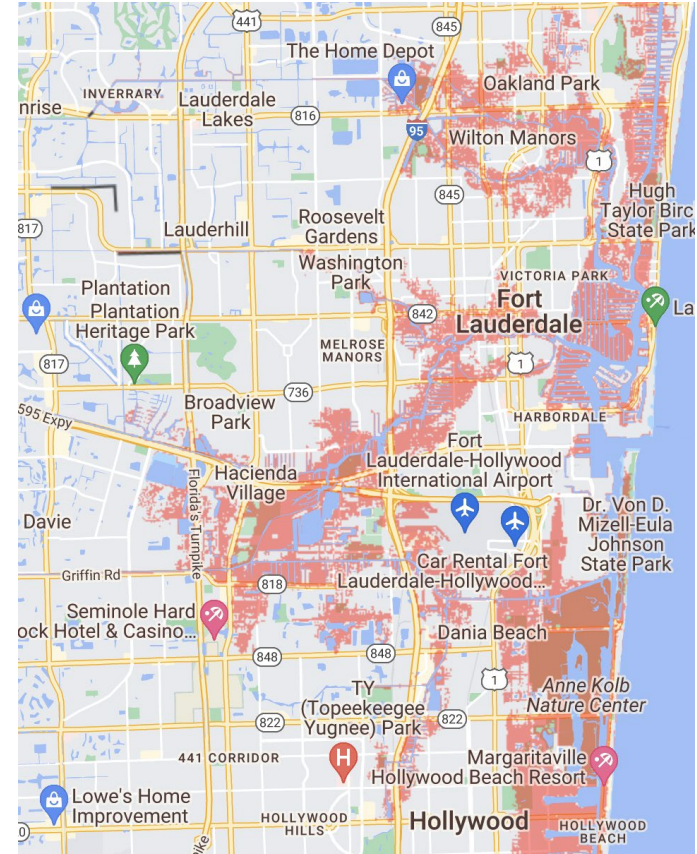 441
845
The Home Depot
INVERRARY
Oakland Park
nrise
Lauderdale
Lakes
816
95
Wilton Manors
1
845
Hugh
Taylor Birc
State Park
817
Lauderhill
Roosevelt
Gardens
Washington
Park
VICTORIA PARK
Plantation
Plantation
Heritage Park
842
Fort
Lauderdale
La
MELROSE
MANORS
1
817
736
595 Expy
Broadview
Park
HARBORDALE
Fort
Lauderdale-Hollywood
International Airport
Hacienda
Village
Florida's Turnpike
Davie
Dr. Von D.
Mizell-Eula
Johnson
State Park
Car Rental Fort
Lauderdale-Hollywood...
Griffin Rd
818
Seminole Hard
ock Hotel & Casino...
Dania Beach
848
848
1
TY
(Topeekeegee
Yugnee) Park
Anne Kolb
Nature Center
822
822
441 CORRIDOR
H
Margaritaville
Hollywood Beach Resort
Lowe's Home
Improvement
HOLLYWOOD
HILLS
Hollywood
HOLLYWOOD
BEACH
0
pike